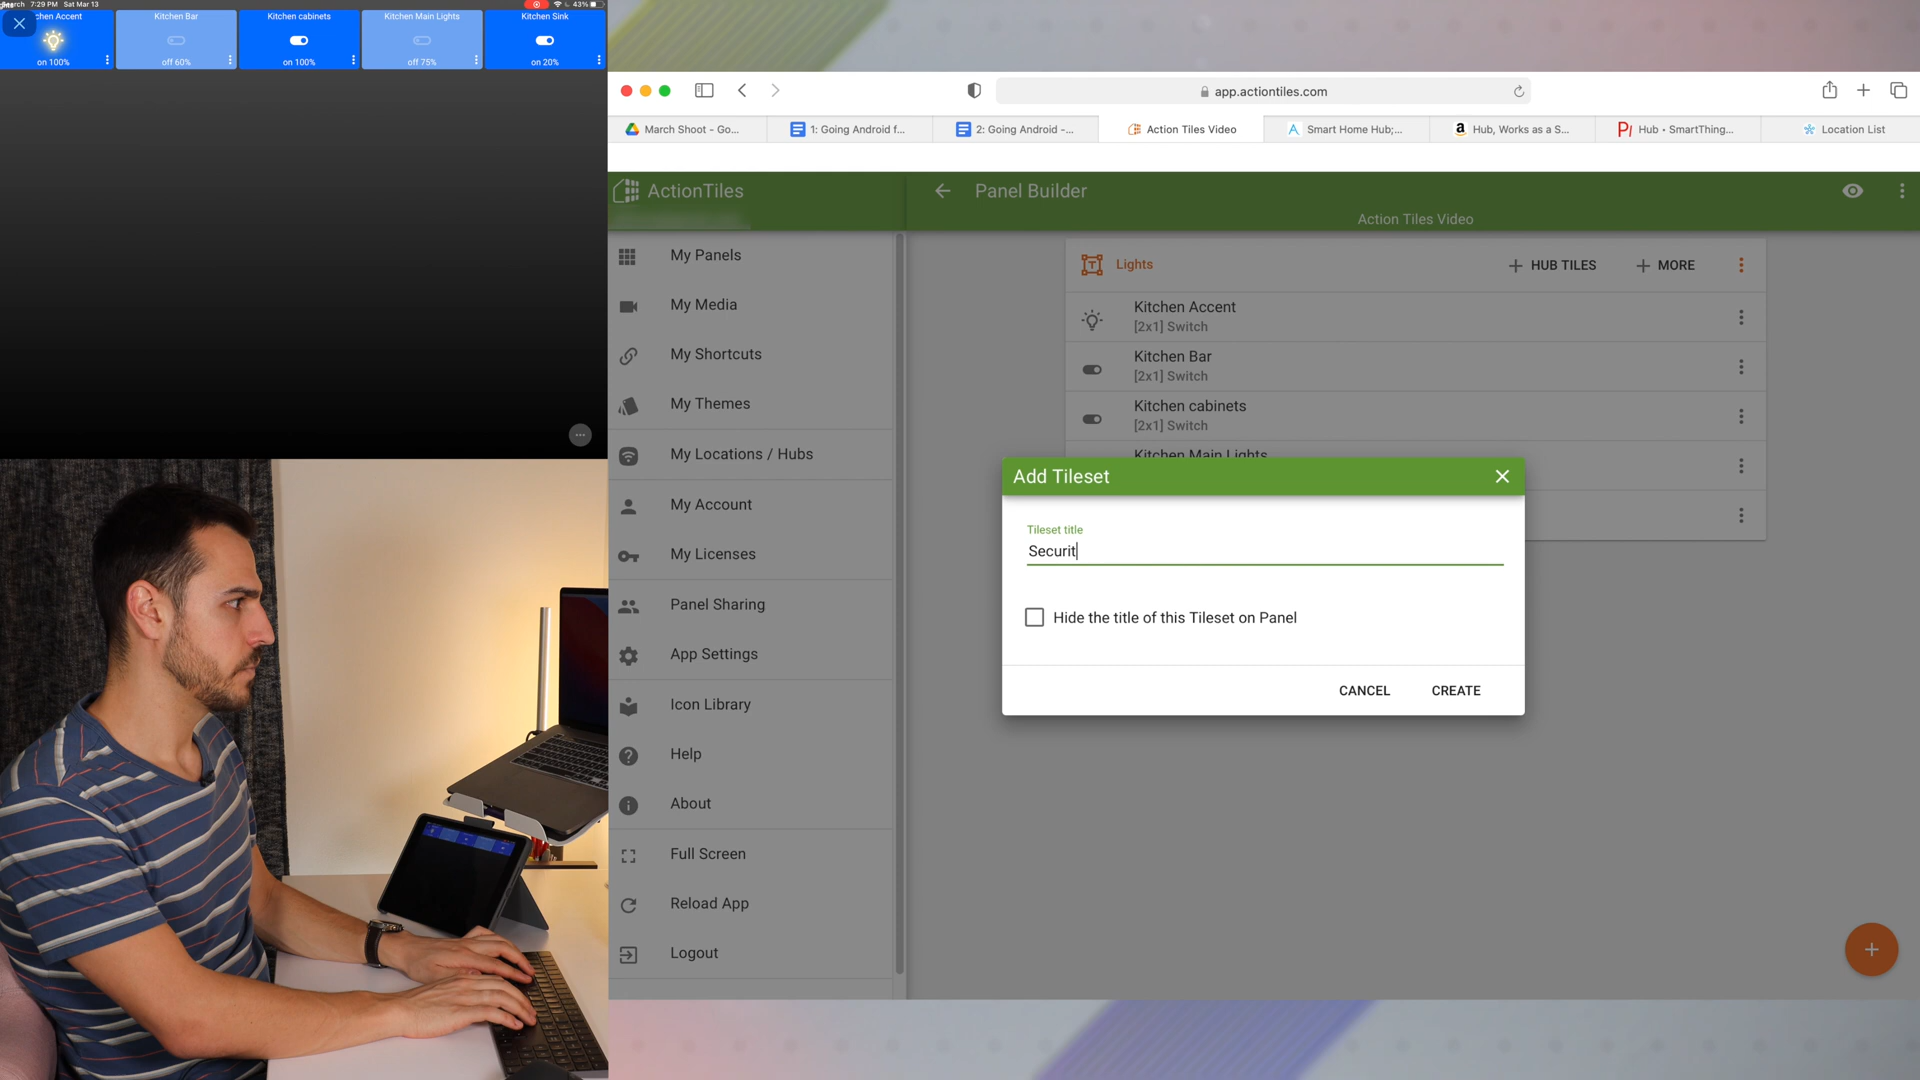 7:29 PM Sat Mar 13
43%
Kitchen Bar
Kitchen cabinets
Kitchen Main Lights
Kitchen Sink
on 100%
off 60%
on 100%
off 75%
on 20%
app.actiontiles.com
March Shoot - Go...
1: Going Android f...
2: Going Android -...
Action Tiles Video
Smart Home Hub;...
Hub, Works as a S...
Hub • SmartThing...
Location List
ActionTiles
Panel Builder
Action Tiles Video
My Panels
My Media
My Shortcuts
My Themes
My Locations / Hubs
My Account
My Licenses
Panel Sharing
App Settings
Icon Library
Help
About
Full Screen
Reload App
Logout
Lights
+ HUB TILES
+ MORE
Kitchen Accent
[2x1] Switch
Kitchen Bar
[2x1] Switch
Kitchen cabinets
[2x1] Switch
Kitchen Main Lights
Add Tileset
Tileset title
Securit
Hide the title of this Tileset on Panel
CANCEL
CREATE